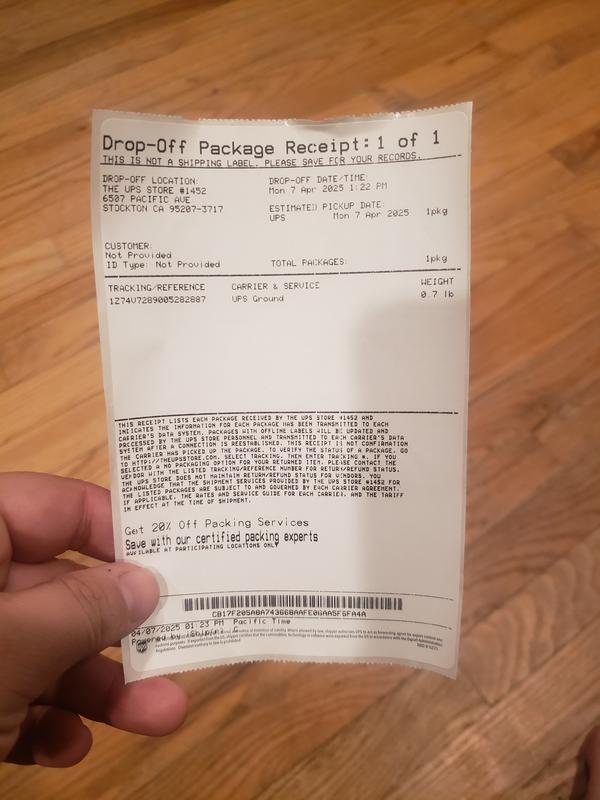 Drop-Off Package Receipt: 1 of 1
THIS IS NOT A SHIPPING LABEL. PLEASE SAVE FOR YOUR RECORDS.
DROP-OFF LOCATION:
THE UPS STORE #1452
6507 PACIFIC AVE
STOCKTON CA 95207-3717
DROP-OFF DATE/TIME:
Mon 7 Apr 2025 1:22 PM
ESTIMATED PICKUP DATE:
UPS Mon 7 Apr 2025 1pkg
CUSTOMER:
Not Provided
ID Type: Not Provided
TOTAL PACKAGES: 1pkg
TRACKING/REFERENCE CARRIER & SERVICE WEIGHT
1Z74V7289005282887 UPS Ground 0.7 lb
THIS RECEIPT LISTS EACH PACKAGE RECEIVED BY THE UPS STORE #1452 AND
INDICATES THE INFORMATION FOR EACH PACKAGE HAS BEEN TRANSMITTED TO EACH
CARRIER'S DATA SYSTEM. PACKAGES WITH OFFLINE LABELS WILL BE UPDATED AND
PROCESSED BY THE UPS STORE PERSONNEL AND TRANSMITTED TO EACH CARRIER'S DATA
SYSTEM AFTER A CONNECTION IS REESTABLISHED. THIS RECEIPT IS NOT CONFIRMATION
THE CARRIER HAS PICKED UP THE PACKAGE. TO VERIFY THE STATUS OF A PACKAGE, GO
TO HTTP://THEUPSSTORE.COM, SELECT TRACKING, THEN ENTER TRACKING #. IF YOU
SELECTED A NO PACKAGING OPTION FOR YOUR RETURNED ITEM, PLEASE CONTACT THE
VENDOR WITH THE LISTED TRACKING/REFERENCE NUMBER FOR RETURN/REFUND STATUS.
THE UPS STORE DOES NOT MAINTAIN RETURN/REFUND STATUS FOR VENDORS. YOU
ACKNOWLEDGE THAT THE SHIPMENT SERVICES PROVIDED BY THE UPS STORE #1452 FOR
THE LISTED PACKAGES ARE SUBJECT TO AND GOVERNED BY EACH CARRIER AGREEMENT,
IF APPLICABLE, THE RATES AND SERVICE GUIDE FOR EACH CARRIER, AND THE TARIFF
IN EFFECT AT THE TIME OF SHIPMENT.
Get 20% Off Packing Services
Save with our certified packing experts
AVAILABLE AT PARTICIPATING LOCATIONS ONLY
04/07/2025 01:23 PM Pacific Time
Powered by iShip(r)